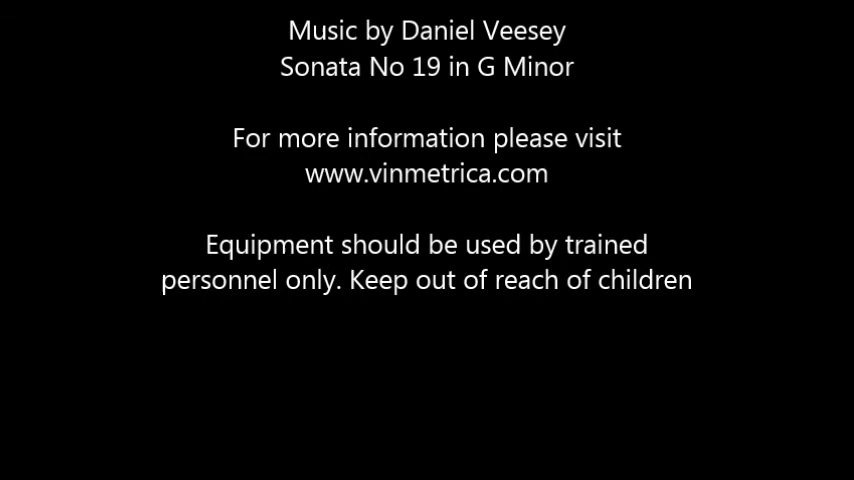 Music by Daniel Veesey
Sonata No 19 in G Minor
For more information please visit
www.vinmetrica.com
Equipment should be used by trained
personnel only. Keep out of reach of children